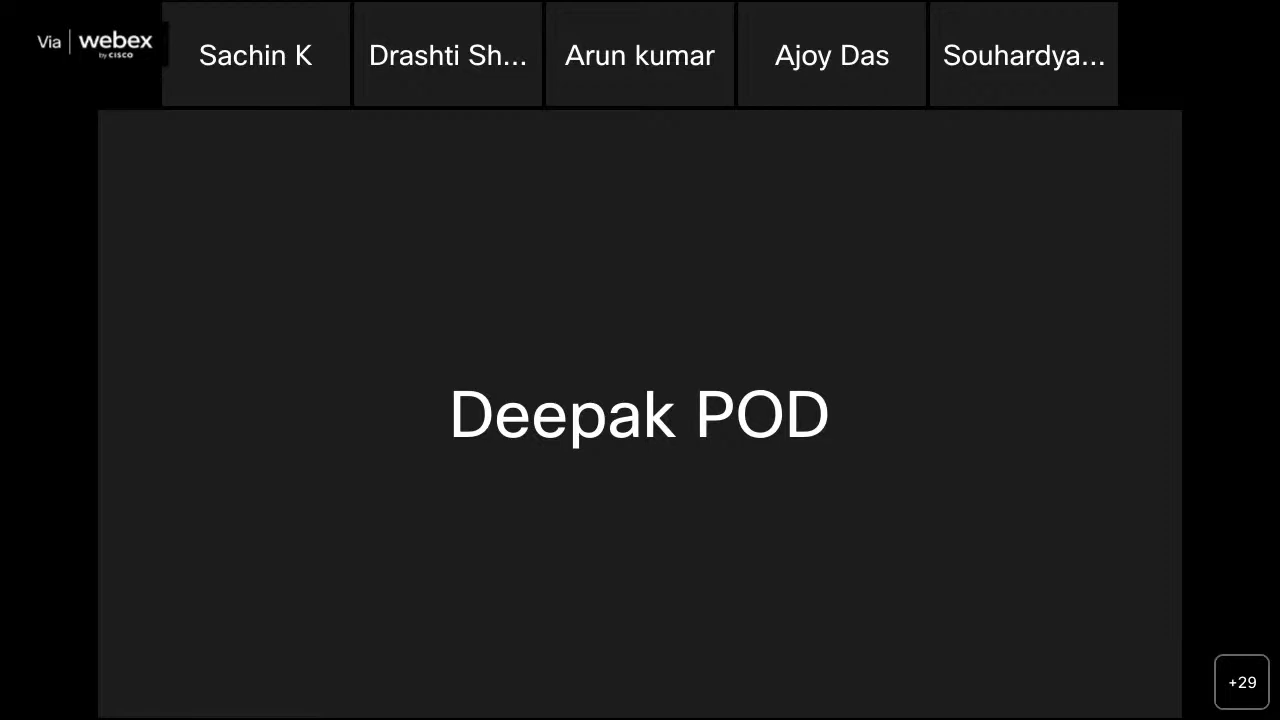 Via | webex
by CISCO
Sachin K
Drashti Sh...
Arun kumar
Ajoy Das
Souhardya...
Deepak POD
+29